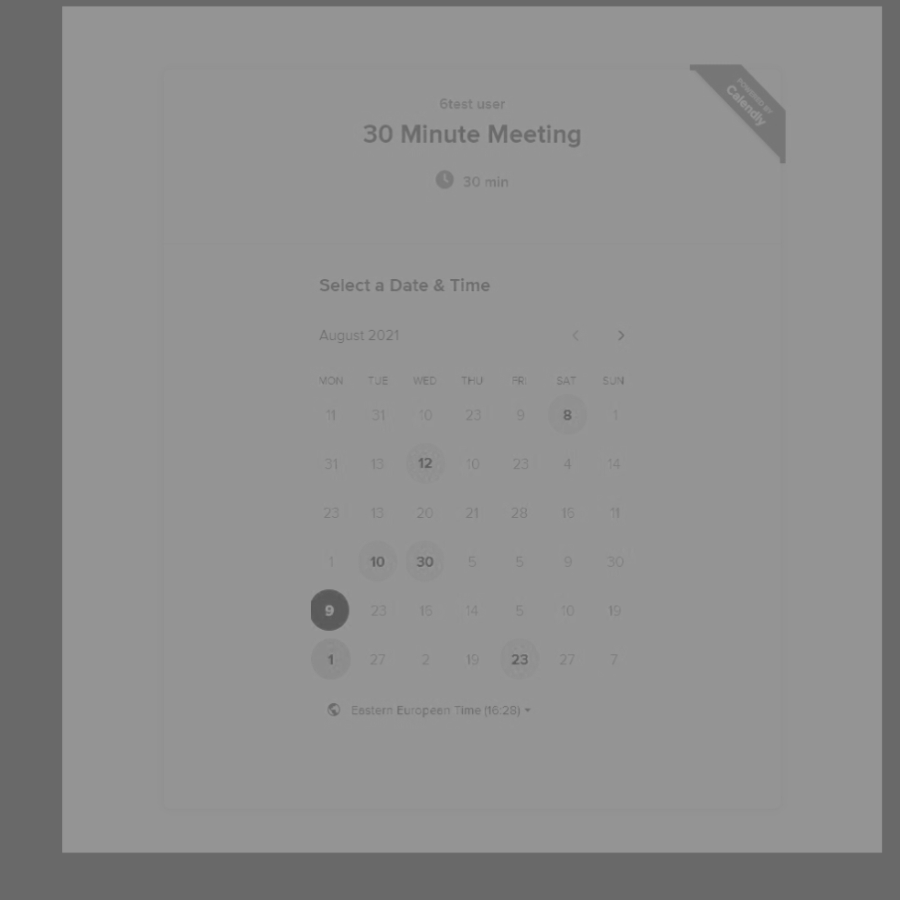 POWERED BY
Calendly
6test user
30 Minute Meeting
30 min
Select a Date & Time
August 2021
MON TUE WED THU FRI SAT SUN
11 31 10 23 9 8 1
31 13 12 10 23 4 14
23 13 20 21 28 16 11
1 10 30 5 5 9 30
9 23 16 14 5 10 19
1 27 2 19 23 27 7
Eastern European Time (16:28)